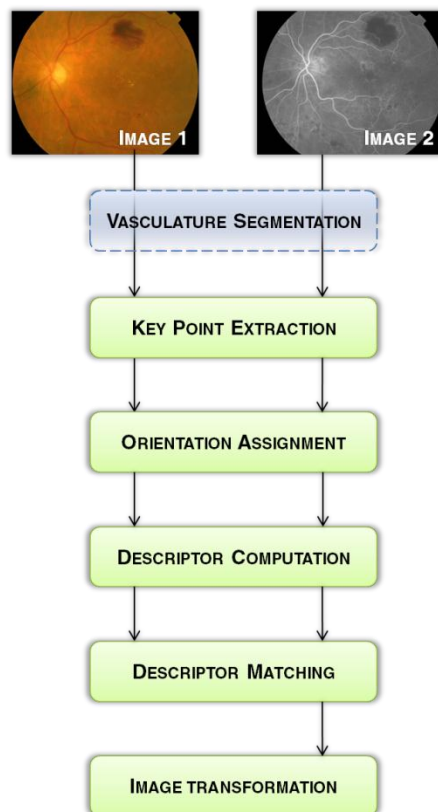 IMAGE 1
IMAGE 2
VASCULATURE SEGMENTATION
KEY POINT EXTRACTION
ORIENTATION ASSIGNMENT
DESCRIPTOR COMPUTATION
DESCRIPTOR MATCHING
IMAGE TRANSFORMATION